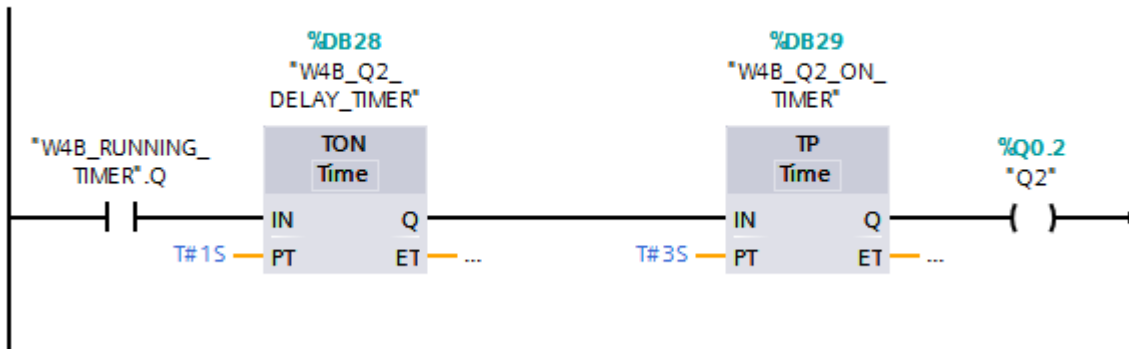 %DB28
"W4B_Q2_
DELAY_TIMER"
%DB29
"W4B_Q2_ON_
TIMER"
"W4B_RUNNING_
TIMER".Q
TON
Time
TP
Time
%Q0.2
"Q2"
IN Q
IN Q
T#1S PT ET ...
T#3S PT ET ...